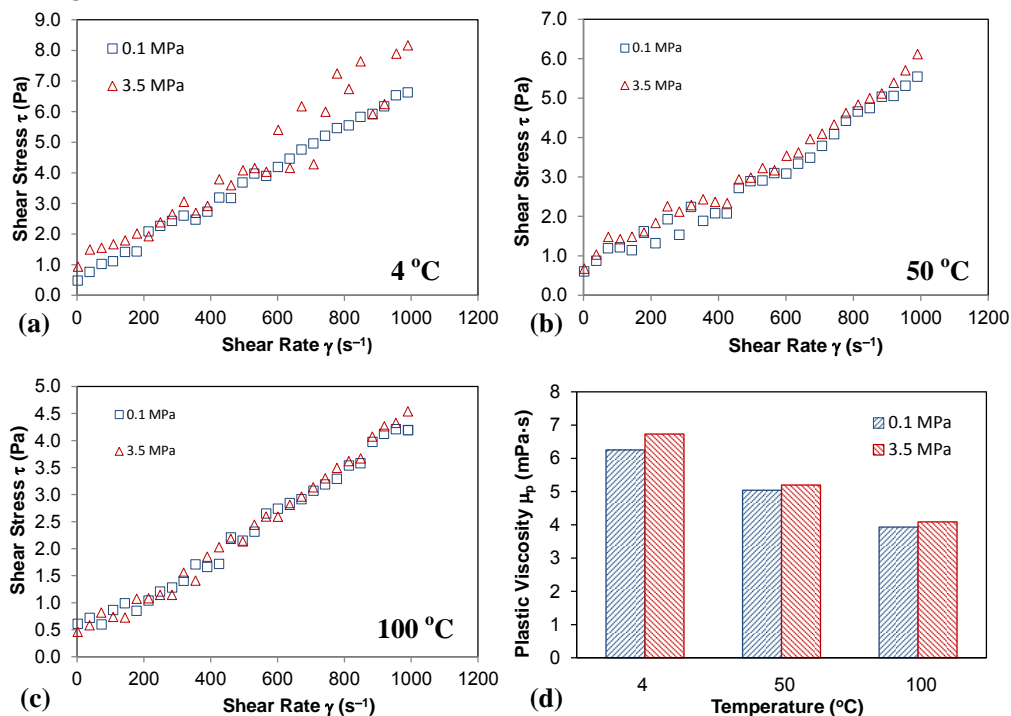 9.0
8.0
7.0
6.0
5.0
4.0
3.0
2.0
1.0
0.0
Shear Stress τ (Pa)
0.1 MPa
3.5 MPa
4 °C
0 200 400 600 800 1000 1200
(a)
Shear Rate γ (s⁻¹)
7.0
6.0
5.0
4.0
3.0
2.0
1.0
0.0
Shear Stress τ (Pa)
0.1 MPa
3.5 MPa
50 °C
0 200 400 600 800 1000 1200
(b)
Shear Rate γ (s⁻¹)
5.0
4.5
4.0
3.5
3.0
2.5
2.0
1.5
1.0
0.5
0.0
Shear Stress τ (Pa)
0.1 MPa
3.5 MPa
100 °C
0 200 400 600 800 1000 1200
(c)
Shear Rate γ (s⁻¹)
8
7
6
5
4
3
2
1
0
Plastic Viscosity μp (mPa·s)
0.1 MPa
3.5 MPa
4 50 100
(d)
Temperature (°C)